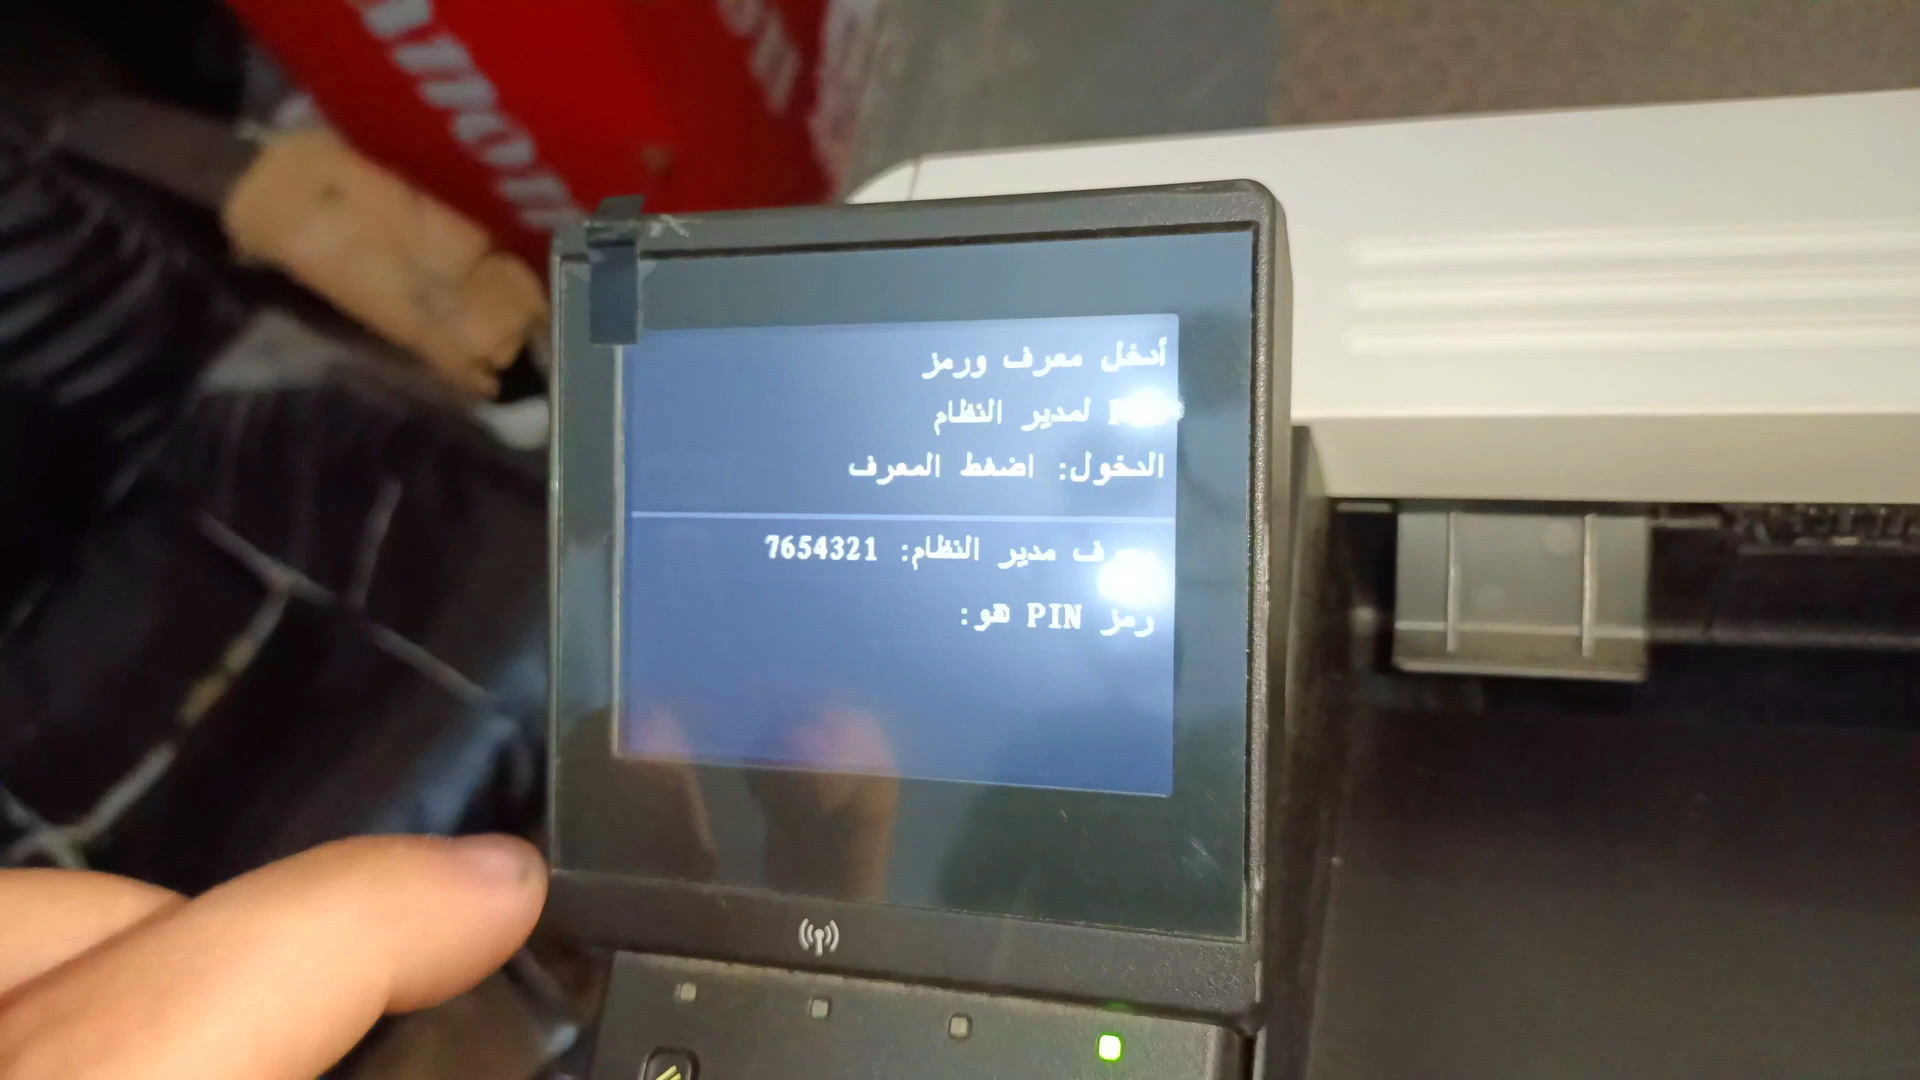 أدخل معرف ورمز
لمدير النظام
الدخول: اضغط المعرف
مدير النظام: 7654321
رمز PIN هو: